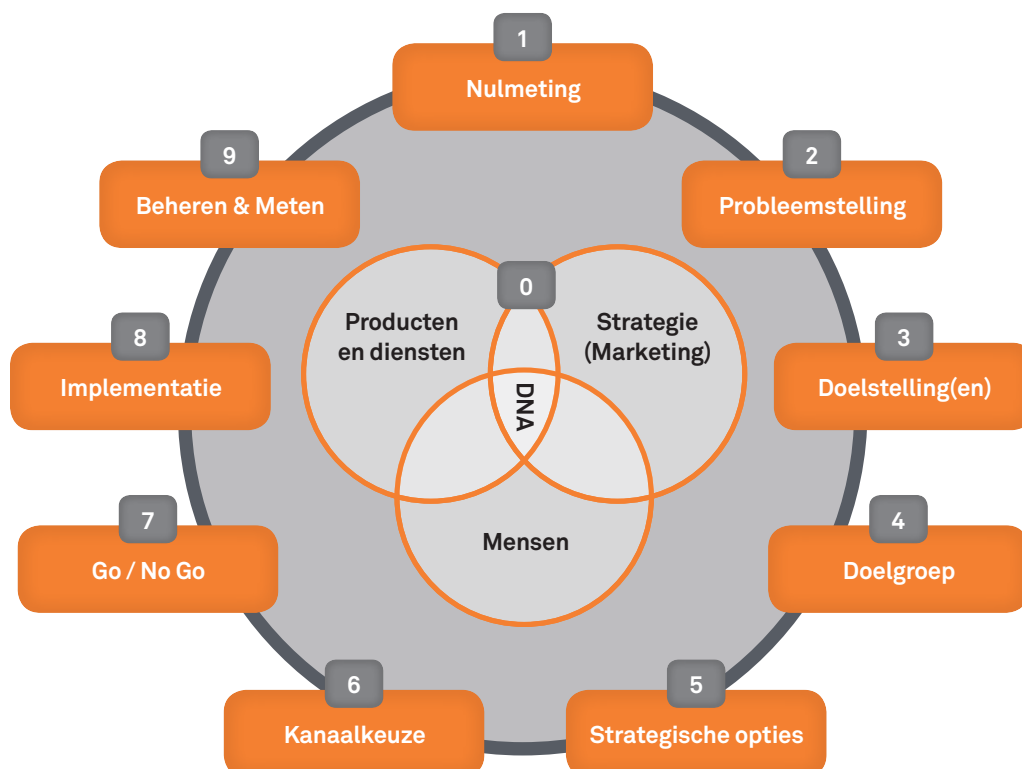 1
Nulmeting
2
Probleemstelling
3
Doelstelling(en)
4
Doelgroep
5
Strategische opties
6
Kanaalkeuze
7
Go / No Go
8
Implementatie
9
Beheren & Meten
0
Producten
en diensten
Strategie
(Marketing)
DNA
Mensen